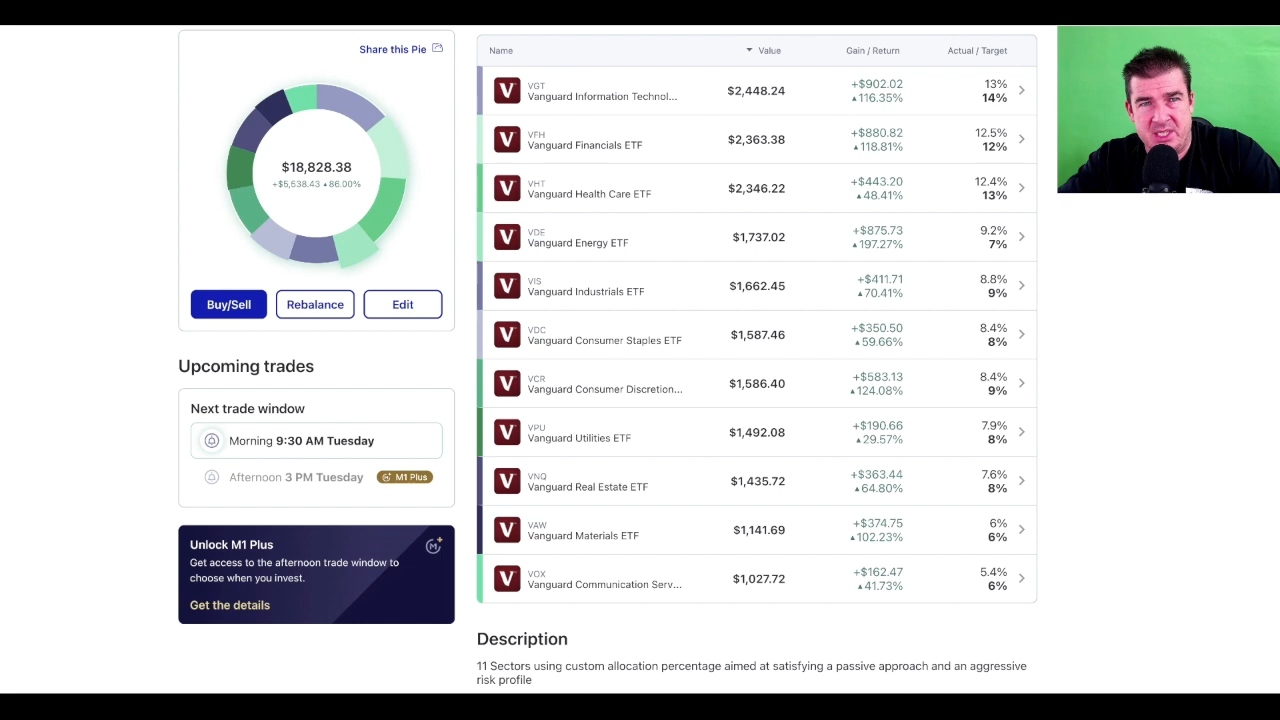 Share this Pie
$18,828.38
+$5,538.43 ▲86.00%
Buy/Sell
Rebalance
Edit
Upcoming trades
Next trade window
Morning 9:30 AM Tuesday
Afternoon 3 PM Tuesday
M1 Plus
Unlock M1 Plus
Get access to the afternoon trade window to
choose when you invest.
Get the details
Name Value Gain / Return Actual / Target
VGT
Vanguard Information Technol...
$2,448.24
+$902.02
▲116.35%
13%
14%
VFH
Vanguard Financials ETF
$2,363.38
+$880.82
▲118.81%
12.5%
12%
VHT
Vanguard Health Care ETF
$2,346.22
+$443.20
▲48.41%
12.4%
13%
VDE
Vanguard Energy ETF
$1,737.02
+$875.73
▲197.27%
9.2%
7%
VIS
Vanguard Industrials ETF
$1,662.45
+$411.71
▲70.41%
8.8%
9%
VDC
Vanguard Consumer Staples ETF
$1,587.46
+$350.50
▲59.66%
8.4%
8%
VCR
Vanguard Consumer Discretion...
$1,586.40
+$583.13
▲124.08%
8.4%
9%
VPU
Vanguard Utilities ETF
$1,492.08
+$190.66
▲29.57%
7.9%
8%
VNQ
Vanguard Real Estate ETF
$1,435.72
+$363.44
▲64.80%
7.6%
8%
VAW
Vanguard Materials ETF
$1,141.69
+$374.75
▲102.23%
6%
6%
VOX
Vanguard Communication Serv...
$1,027.72
+$162.47
▲41.73%
5.4%
6%
Description
11 Sectors using custom allocation percentage aimed at satisfying a passive approach and an aggressive
risk profile